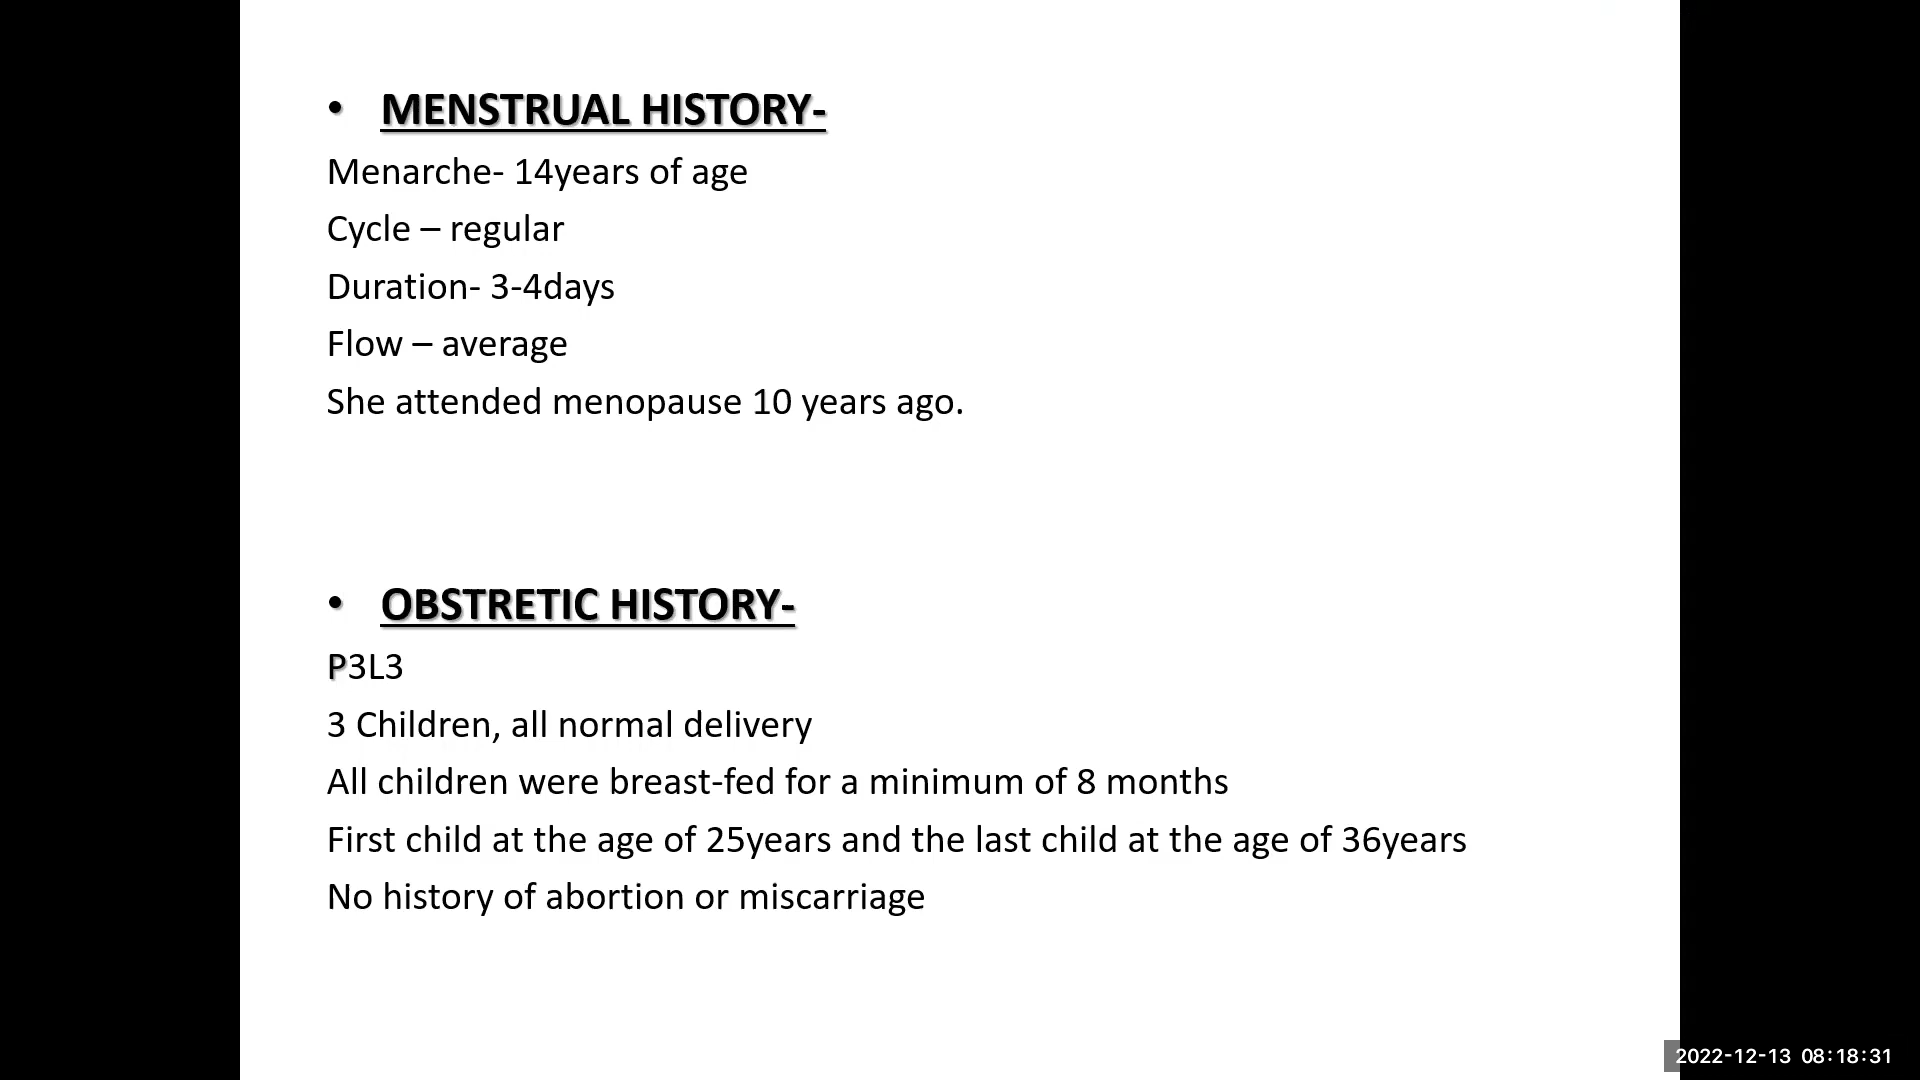 • MENSTRUAL HISTORY-
Menarche- 14years of age
Cycle – regular
Duration- 3-4days
Flow – average
She attended menopause 10 years ago.
• OBSTRETIC HISTORY-
P3L3
3 Children, all normal delivery
All children were breast-fed for a minimum of 8 months
First child at the age of 25years and the last child at the age of 36years
No history of abortion or miscarriage
2022-12-13 08:18:31